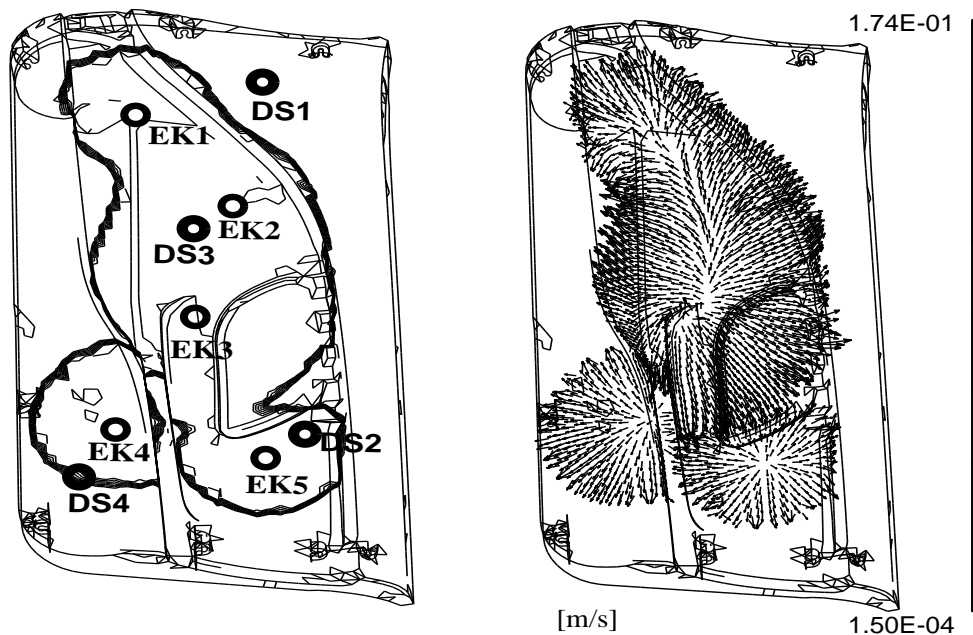 1.74E-01
DS1
EK1
EK2
DS3
EK3
EK4
DS2
EK5
DS4
[m/s]
1.50E-04